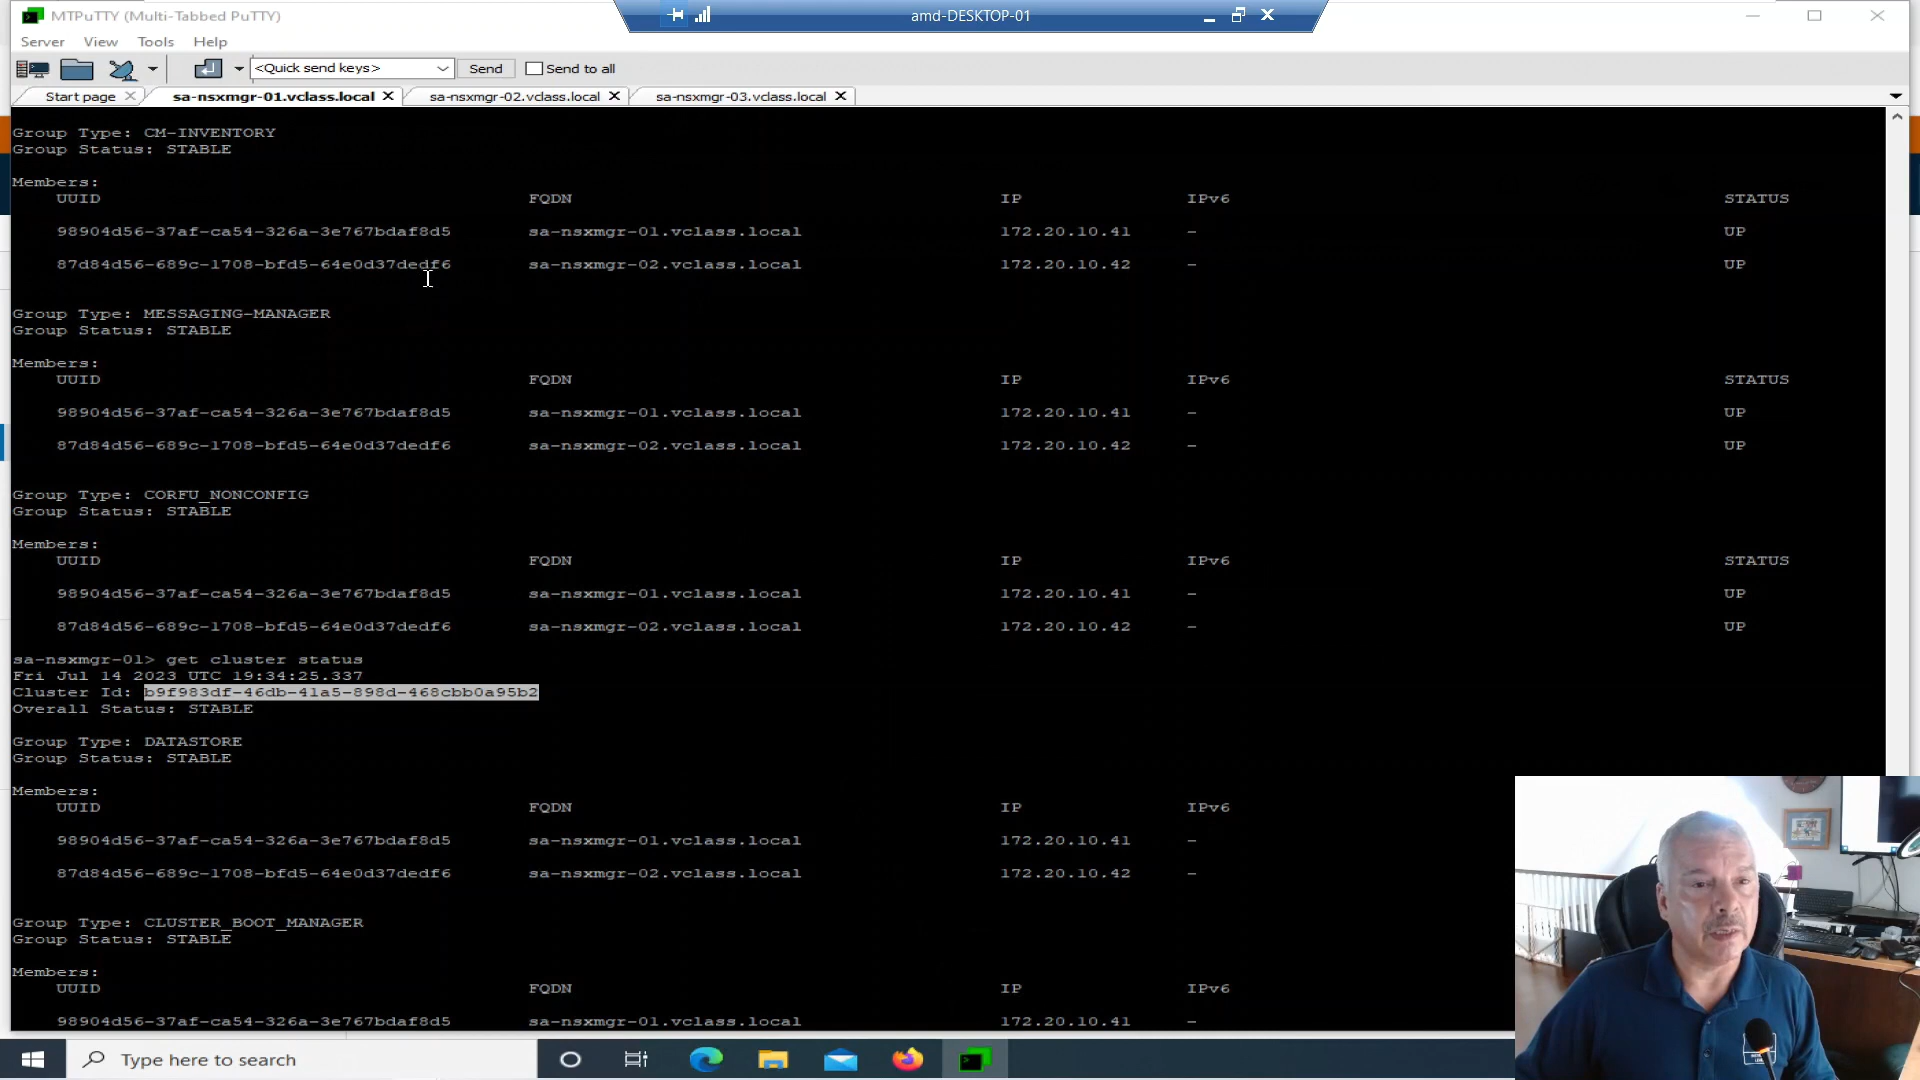 MTPuTTY (Multi-Tabbed PuTTY)
amd-DESKTOP-01
Server View Tools Help
<Quick send keys> Send Send to all
Start page sa-nsxmgr-01.vclass.local sa-nsxmgr-02.vclass.local sa-nsxmgr-03.vclass.local
Group Type: CM-INVENTORY
Group Status: STABLE
Members:
UUID FQDN IP IPv6 STATUS
98904d56-37af-ca54-326a-3e767bdaf8d5 sa-nsxmgr-01.vclass.local 172.20.10.41 - UP
87d84d56-689c-1708-bfd5-64e0d37dedf6 sa-nsxmgr-02.vclass.local 172.20.10.42 - UP
Group Type: MESSAGING-MANAGER
Group Status: STABLE
Members:
UUID FQDN IP IPv6 STATUS
98904d56-37af-ca54-326a-3e767bdaf8d5 sa-nsxmgr-01.vclass.local 172.20.10.41 - UP
87d84d56-689c-1708-bfd5-64e0d37dedf6 sa-nsxmgr-02.vclass.local 172.20.10.42 - UP
Group Type: CORFU_NONCONFIG
Group Status: STABLE
Members:
UUID FQDN IP IPv6 STATUS
98904d56-37af-ca54-326a-3e767bdaf8d5 sa-nsxmgr-01.vclass.local 172.20.10.41 - UP
87d84d56-689c-1708-bfd5-64e0d37dedf6 sa-nsxmgr-02.vclass.local 172.20.10.42 - UP
sa-nsxmgr-01> get cluster status
Fri Jul 14 2023 UTC 19:34:25.337
Cluster Id: b9f983df-46db-41a5-898d-468cbb0a95b2
Overall Status: STABLE
Group Type: DATASTORE
Group Status: STABLE
Members:
UUID FQDN IP IPv6
98904d56-37af-ca54-326a-3e767bdaf8d5 sa-nsxmgr-01.vclass.local 172.20.10.41 -
87d84d56-689c-1708-bfd5-64e0d37dedf6 sa-nsxmgr-02.vclass.local 172.20.10.42 -
Group Type: CLUSTER_BOOT_MANAGER
Group Status: STABLE
Members:
UUID FQDN IP IPv6
98904d56-37af-ca54-326a-3e767bdaf8d5 sa-nsxmgr-01.vclass.local 172.20.10.41 -
Type here to search